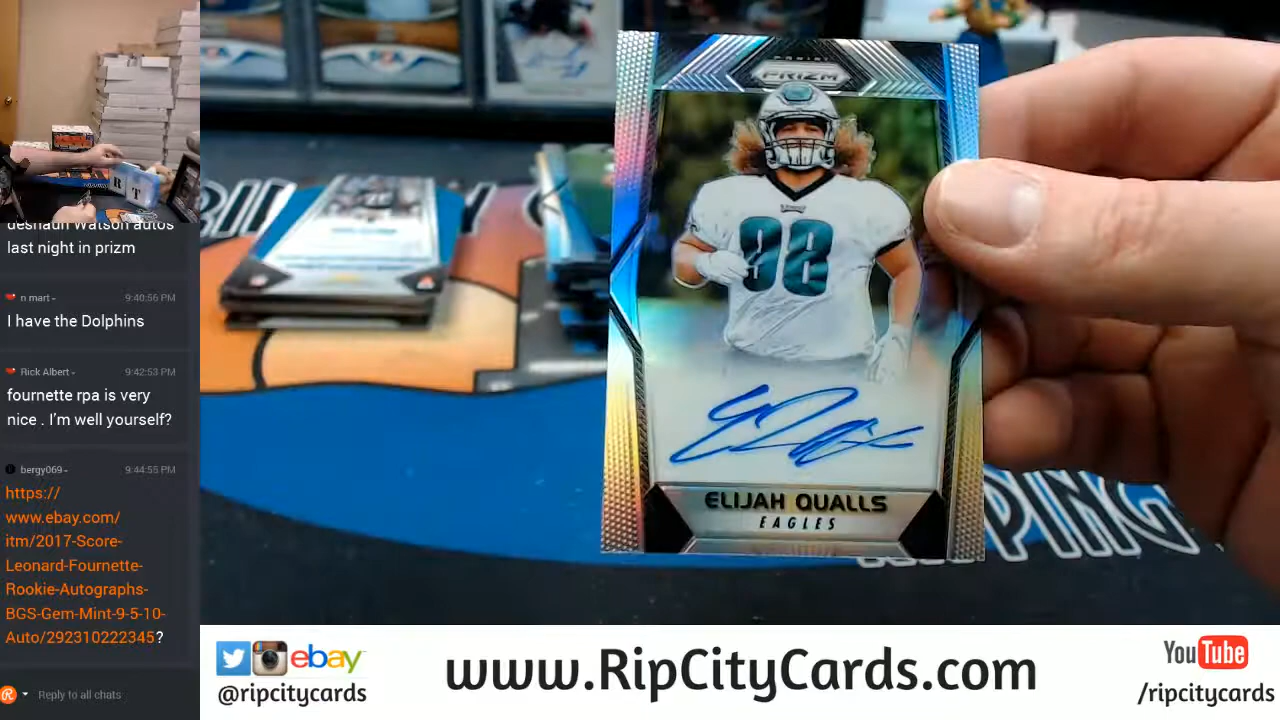 deshaun Watson autos
last night in prizm
n mart
9:40:56 PM
I have the Dolphins
Rick Albert
9:42:53 PM
fournette rpa is very
nice . I'm well yourself?
bergy069
9:44:55 PM
https://
www.ebay.com/
itm/2017-Score-
Leonard-Fournette-
Rookie-Autographs-
BGS-Gem-Mint-9-5-10-
Auto/292310222345?
Reply to all chats
R T
PANINI
PRIZM
98
ELIJAH QUALLS
EAGLES
ebay
@ripcitycards
www.RipCityCards.com
YouTube
/ripcitycards